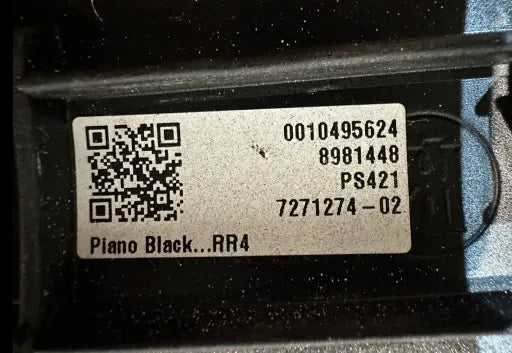 0010495624
8981448
PS421
7271274-02
Piano Black...RR4